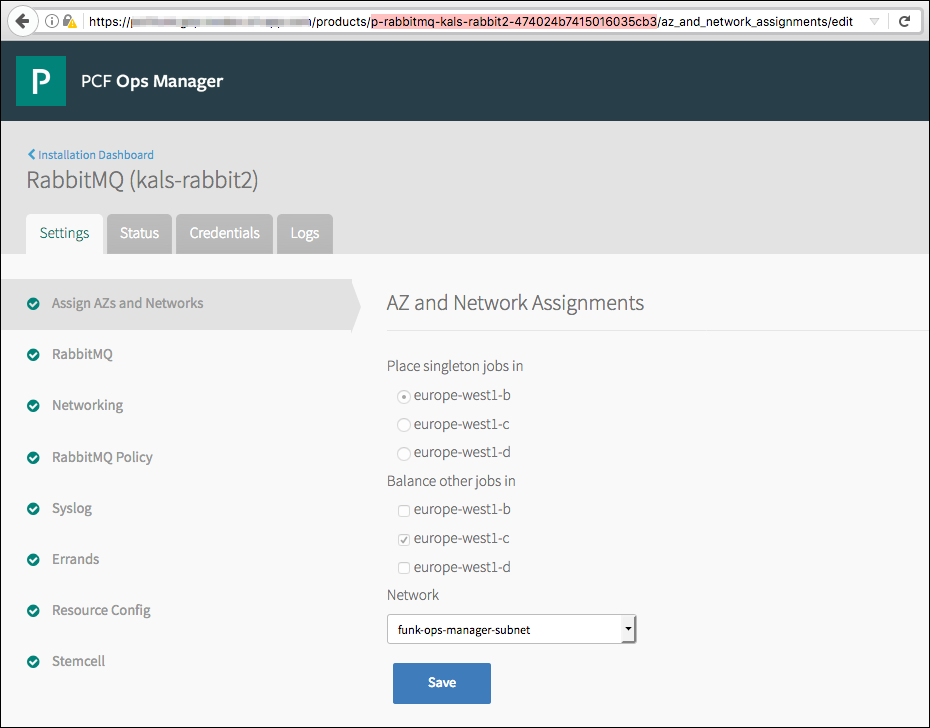 https:// /products/p-rabbitmq-kals-rabbit2-474024b7415016035cb3/az_and_network_assignments/edit
P PCF Ops Manager
Installation Dashboard
RabbitMQ (kals-rabbit2)
Settings Status Credentials Logs
Assign AZs and Networks
RabbitMQ
Networking
RabbitMQ Policy
Syslog
Errands
Resource Config
Stemcell
AZ and Network Assignments
Place singleton jobs in
europe-west1-b
europe-west1-c
europe-west1-d
Balance other jobs in
europe-west1-b
europe-west1-c
europe-west1-d
Network
funk-ops-manager-subnet
Save